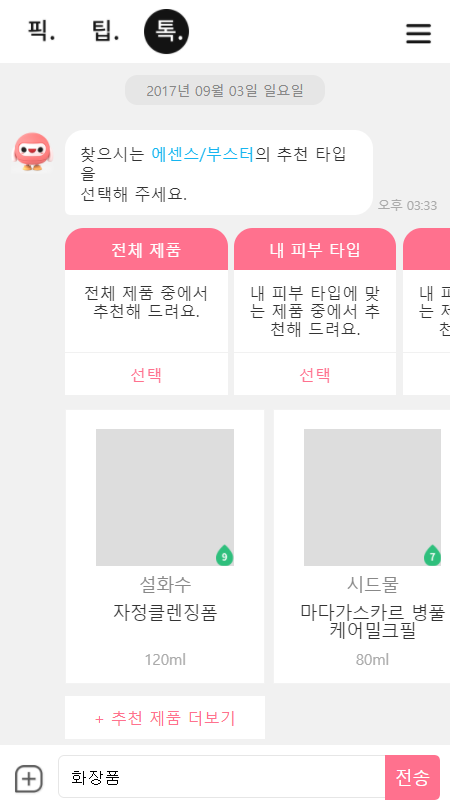 픽. 팁. 톡.
2017년 09월 03일 일요일
찾으시는 에센스/부스터의 추천 타입
을
선택해 주세요.
오후 03:33
전체 제품
전체 제품 중에서
추천해 드려요.
선택
내 피부 타입
내 피부 타입에 맞
는 제품 중에서 추
천해 드려요.
선택
내 피
는 제
천
9
설화수
자정클렌징폼
120ml
7
시드물
마다가스카르 병풀
케어밀크필
80ml
+ 추천 제품 더보기
화장품
전송